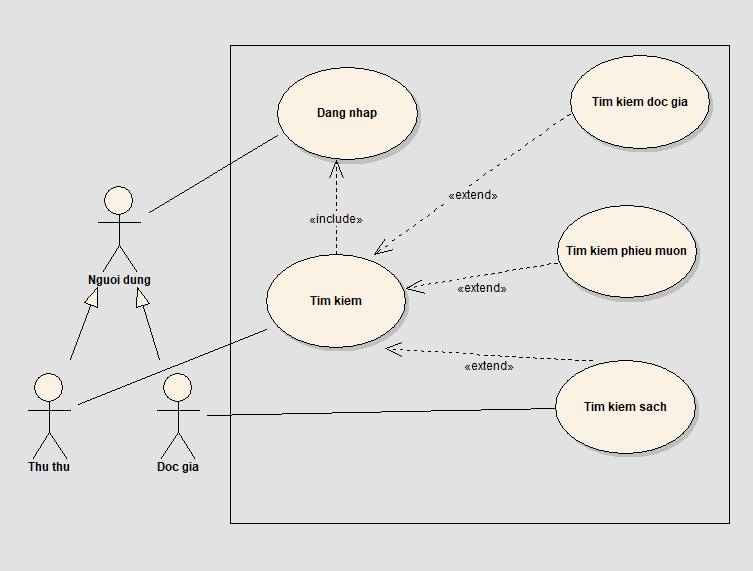 Dang nhap
Tim kiem doc gia
«extend»
«include»
Tim kiem phieu muon
Nguoi dung
«extend»
Tim kiem
«extend»
Tim kiem sach
Thu thu
Doc gia